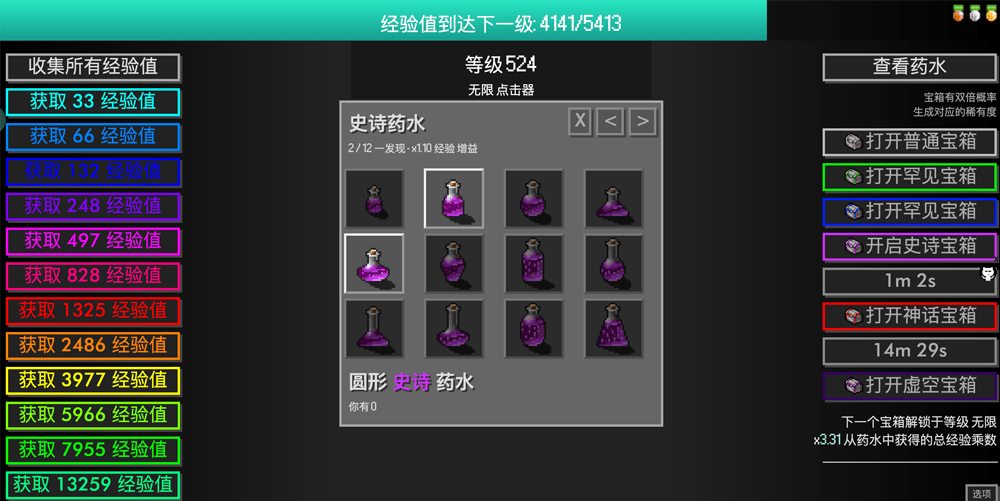 经验值到达下一级: 4141/5413
等级 524
无限 点击器
收集所有经验值
获取 33 经验值
获取 66 经验值
获取 132 经验值
获取 248 经验值
获取 497 经验值
获取 828 经验值
获取 1325 经验值
获取 2486 经验值
获取 3977 经验值
获取 5966 经验值
获取 7955 经验值
获取 13259 经验值
史诗药水
X < >
2 / 12 一发现 - x1.10 经验 增益
圆形 史诗 药水
你有 0
查看药水
宝箱有双倍概率
生成对应的稀有度
打开普通宝箱
打开罕见宝箱
打开罕见宝箱
开启史诗宝箱
1m 2s
打开神话宝箱
14m 29s
打开虚空宝箱
下一个宝箱解锁于等级 无限
x3.31 从药水中获得的总经验乘数
选项